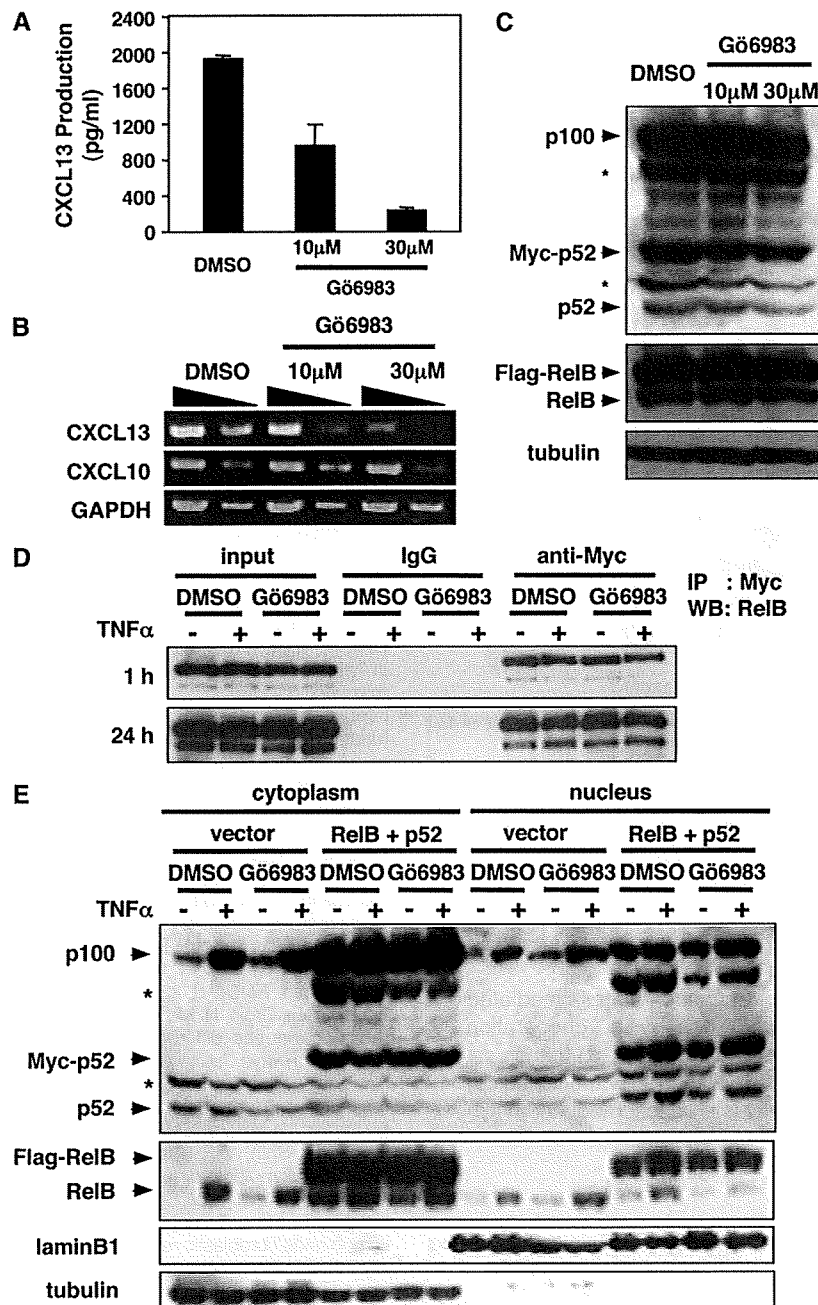 A
CXCL13 Production
(pg/ml)
2400
2000
1600
1200
800
400
0
DMSO
10μM
30μM
Gö6983
B
Gö6983
DMSO
10μM
30μM
CXCL13
CXCL10
GAPDH
C
Gö6983
DMSO
10μM 30μM
p100
*
Myc-p52
*
p52
Flag-RelB
RelB
tubulin
D
input
IgG
anti-Myc
IP : Myc
WB: RelB
DMSO Gö6983 DMSO Gö6983 DMSO Gö6983
TNFα - + - + - + - + - + - +
1 h
24 h
E
cytoplasm
nucleus
vector RelB + p52 vector RelB + p52
DMSO Gö6983 DMSO Gö6983 DMSO Gö6983 DMSO Gö6983
TNFα - + - + - + - + - + - + - + - +
p100
*
Myc-p52
*
p52
Flag-RelB
RelB
laminB1
tubulin